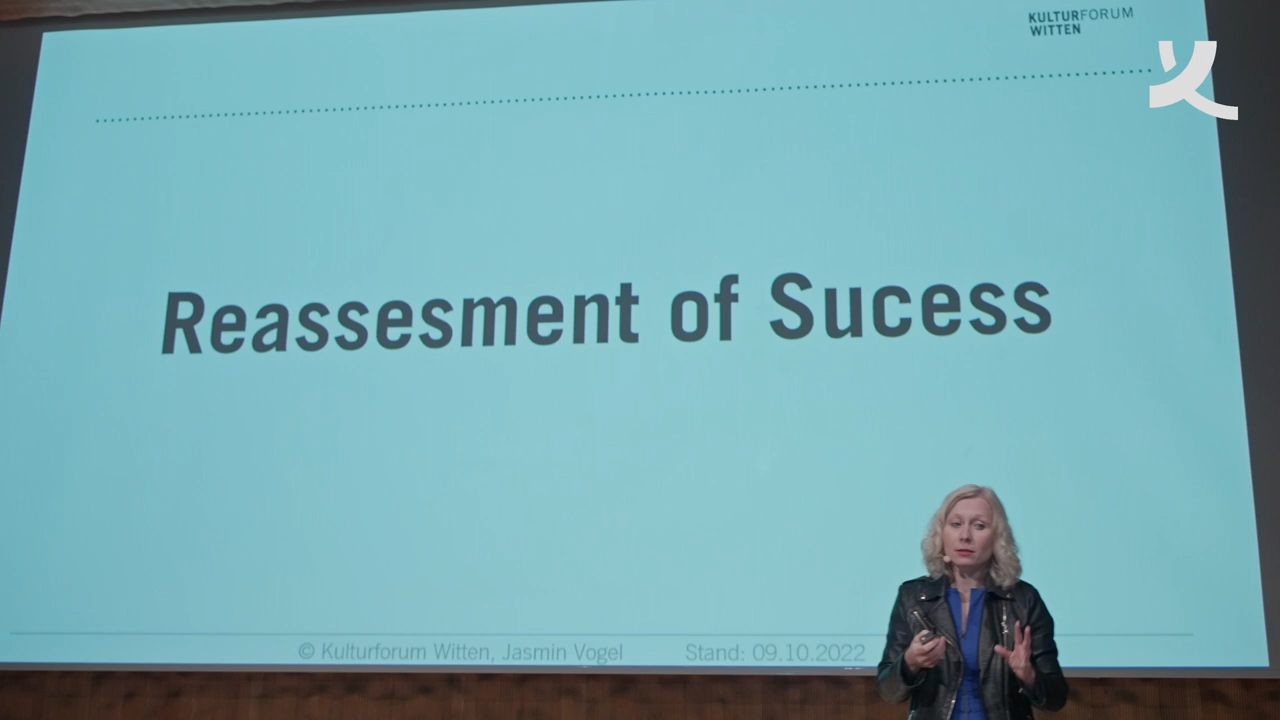 KULTURFORUM
WITTEN
Reassesment of Sucess
© Kulturforum Witten, Jasmin Vogel Stand: 09.10.2022